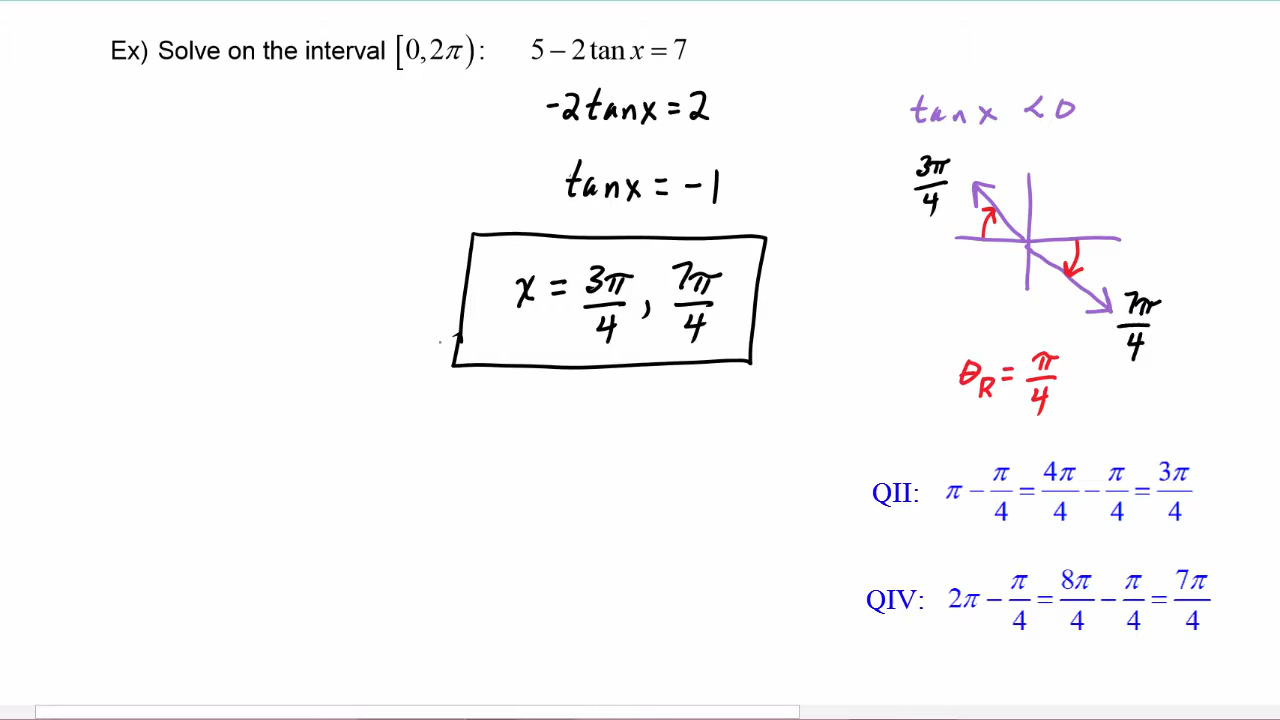 Ex) Solve on the interval [0, 2π): 5 − 2 tan x = 7
-2tanx = 2
tanx = -1
x = 3π/4, 7π/4
tan x < 0
3π/4
7π/4
θR = π/4
QII: π − π/4 = 4π/4 − π/4 = 3π/4
QIV: 2π − π/4 = 8π/4 − π/4 = 7π/4